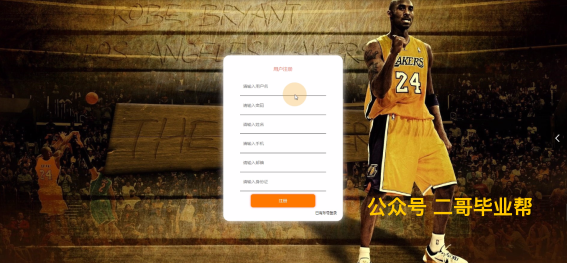 KOBE BRYANT
LOS ANGELES LAKERS
用户注册
请输入用户名
请输入密码
请输入姓名
请输入手机
请输入邮箱
请输入身份证
注册
已有账号登录
LAKERS
24
公众号 二哥毕业帮